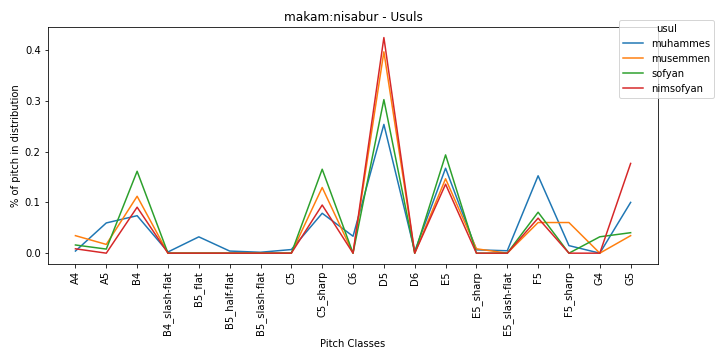 makam:nisabur - Usuls
usul
muhammes
musemmen
sofyan
nimsofyan
% of pitch in distribution
0.4
0.3
0.2
0.1
0.0
A4
A5
B4
B4_slash-flat
B5_flat
B5_half-flat
B5_slash-flat
C5
C5_sharp
C6
D5
D6
E5
E5_sharp
E5_slash-flat
F5
F5_sharp
G4
G5
Pitch Classes